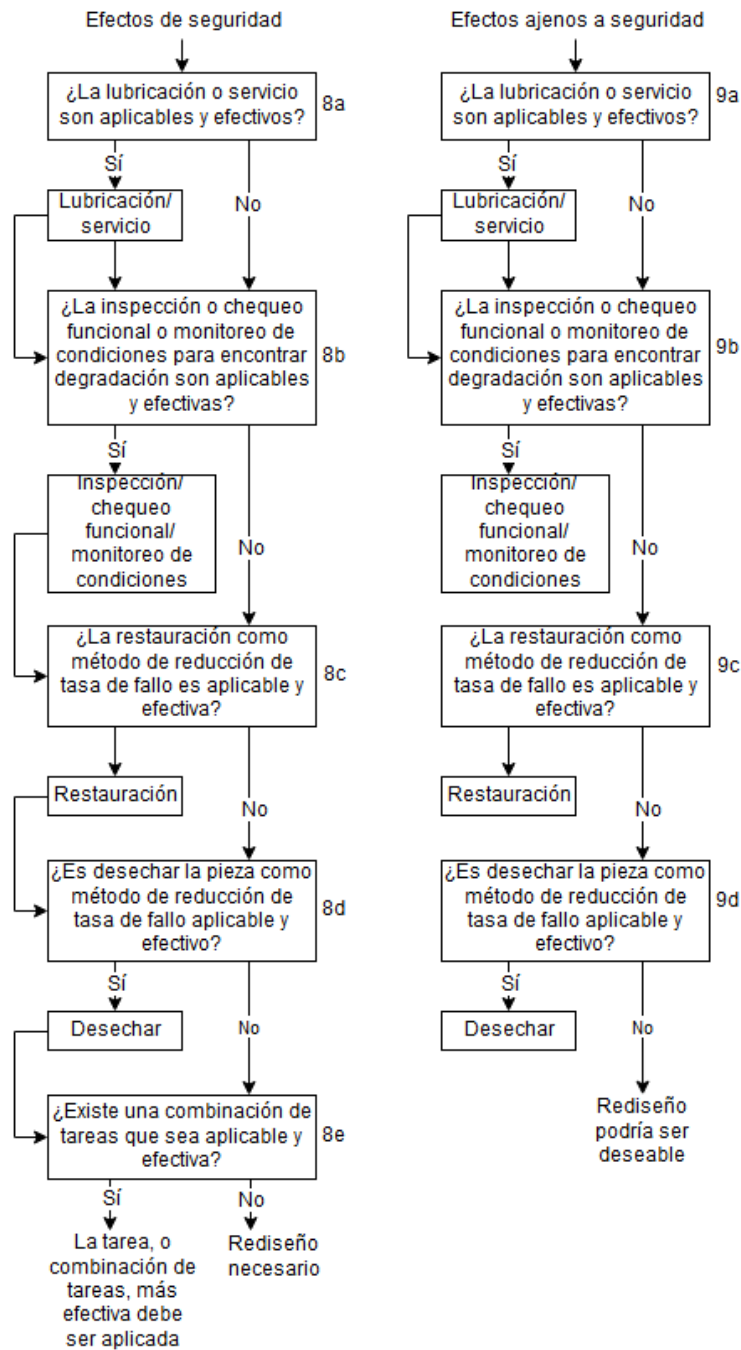 Efectos de seguridad
¿La lubricación o servicio
son aplicables y efectivos?
8a
Sí
No
Lubricación/
servicio
¿La inspección o chequeo
funcional o monitoreo de
condiciones para encontrar
degradación son aplicables
y efectivas?
8b
Sí
Inspección/
chequeo
funcional/
monitoreo de
condiciones
No
¿La restauración como
método de reducción de
tasa de fallo es aplicable y
efectiva?
8c
Restauración
No
¿Es desechar la pieza como
método de reducción de
tasa de fallo aplicable y
efectivo?
8d
Sí
Desechar
No
¿Existe una combinación de
tareas que sea aplicable y
efectiva?
8e
Sí
No
La tarea, o
combinación de
tareas, más
efectiva debe
ser aplicada
Rediseño
necesario
Efectos ajenos a seguridad
¿La lubricación o servicio
son aplicables y efectivos?
9a
Sí
No
Lubricación/
servicio
¿La inspección o chequeo
funcional o monitoreo de
condiciones para encontrar
degradación son aplicables
y efectivas?
9b
Sí
Inspección/
chequeo
funcional/
monitoreo de
condiciones
No
¿La restauración como
método de reducción de
tasa de fallo es aplicable y
efectiva?
9c
Restauración
No
¿Es desechar la pieza como
método de reducción de
tasa de fallo aplicable y
efectivo?
9d
Sí
Desechar
No
Rediseño
podría ser
deseable